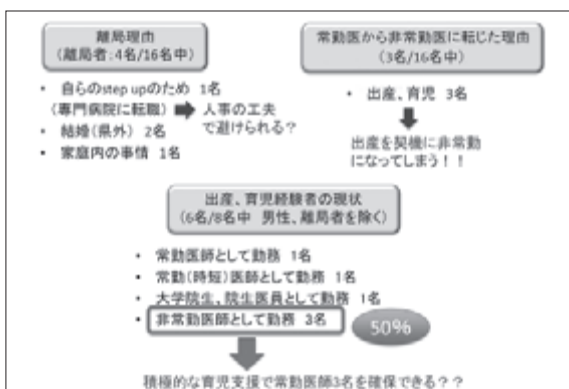 離局理由
(離局者:4名/16名中)
• 自らのstep upのため 1名
(専門病院に転職) ➡ 人事の工夫
で避けられる?
• 結婚(県外) 2名
• 家庭内の事情 1名
常勤医から非常勤医に転じた理由
(3名/16名中)
• 出産、育児 3名
出産を契機に非常勤
になってしまう!!
出産、育児経験者の現状
(6名/8名中 男性、離局者を除く)
• 常勤医師として勤務 1名
• 常勤(時短)医師として勤務 1名
• 大学院生、院生医員として勤務 1名
• 非常勤医師として勤務 3名
50%
積極的な育児支援で常勤医師3名を確保できる??